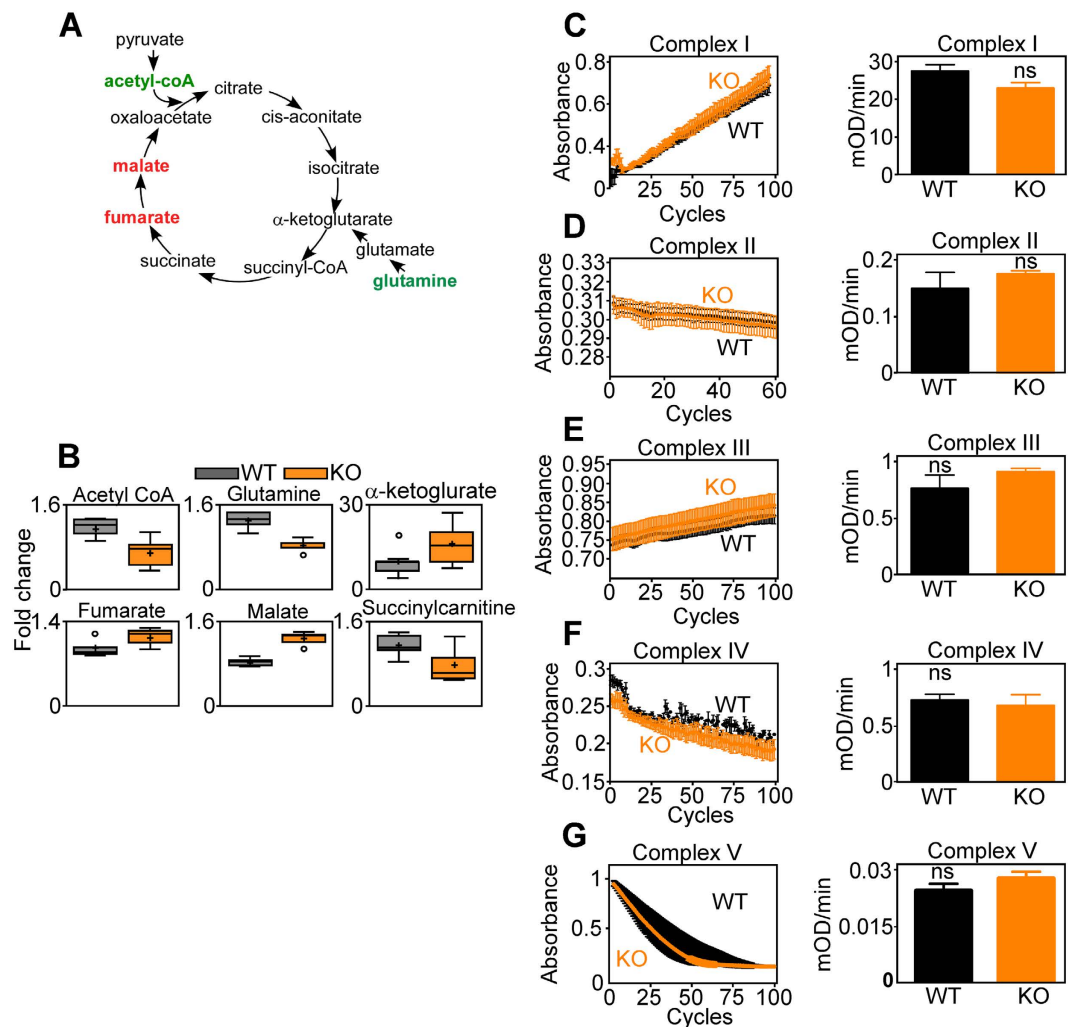 A
pyruvate
acetyl-coA
citrate
oxaloacetate
cis-aconitate
malate
isocitrate
fumarate
α-ketoglutarate
glutamate
succinate
succinyl-CoA
glutamine
B
WT KO
Fold change
Acetyl CoA
1.6
0
Glutamine
1.6
0
α-ketoglurate
30
0
Fumarate
1.4
0
Malate
1.6
0
Succinylcarnitine
1.6
0
C
Complex I
Absorbance
0.8
0.6
0.4
0
KO
WT
0 25 50 75 100
Cycles
Complex I
mOD/min
30
20
10
0
ns
WT KO
D
Complex II
Absorbance
0.33
0.32
0.31
0.30
0.29
0.28
KO
WT
0 20 40 60
Cycles
Complex II
mOD/min
0.2
0.1
0
ns
WT KO
E
Complex III
Absorbance
0.95
0.90
0.85
0.80
0.75
0.70
KO
WT
0 25 50 75 100
Cycles
Complex III
mOD/min
1
0.5
0
ns
WT KO
F
Complex IV
Absorbance
0.3
0.25
0.2
0.15
WT
KO
0 25 50 75 100
Cycles
Complex IV
mOD/min
1
0.5
0
ns
WT KO
G
Complex V
Absorbance
1
0.5
0
WT
KO
0 25 50 75 100
Cycles
Complex V
mOD/min
0.03
0.015
0
ns
WT KO